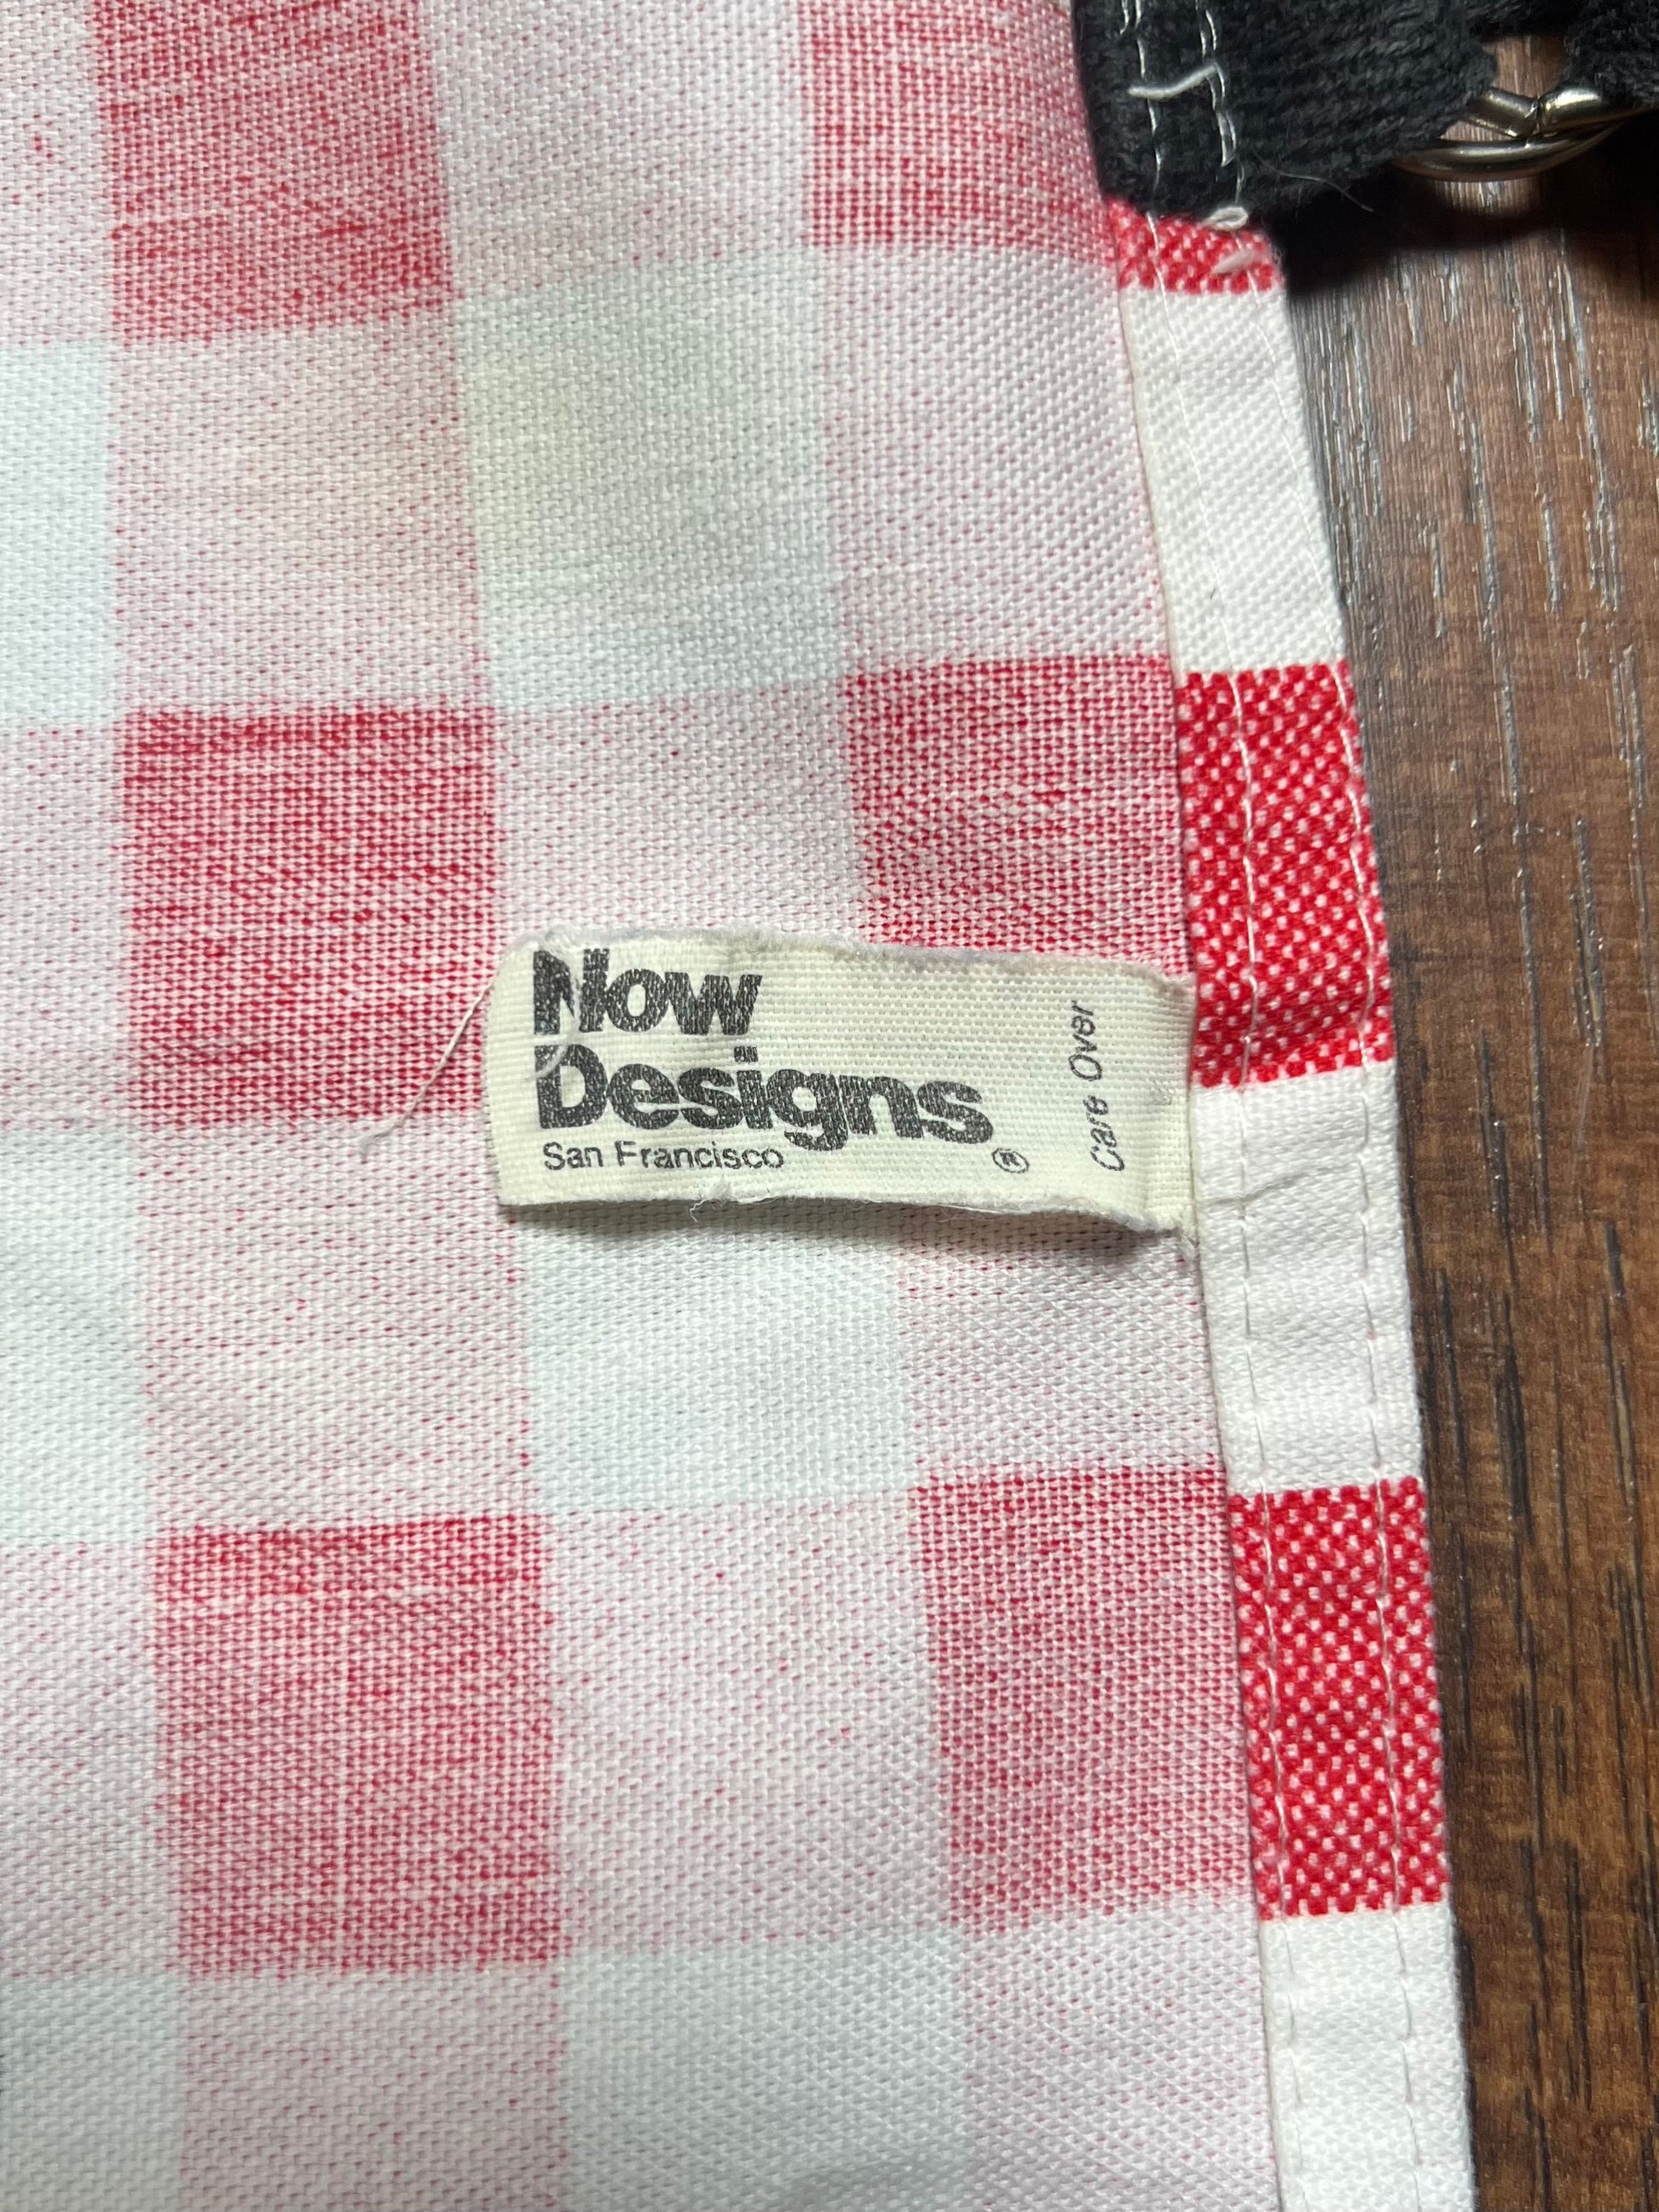 Now
Designs
San Francisco ®
Care Over